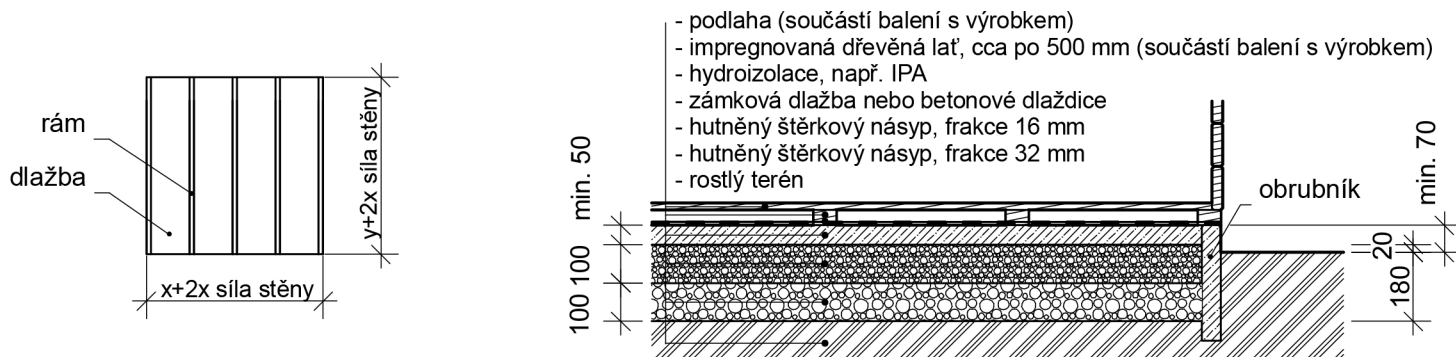 rám
dlažba
y+2x síla stěny
x+2x síla stěny
- podlaha (součástí balení s výrobkem)
- impregnovaná dřevěná lať, cca po 500 mm (součástí balení s výrobkem)
- hydroizolace, např. IPA
- zámková dlažba nebo betonové dlaždice
- hutněný štěrkový násyp, frakce 16 mm
- hutněný štěrkový násyp, frakce 32 mm
- rostlý terén
min. 50
100
100
obrubník
min. 70
20
180